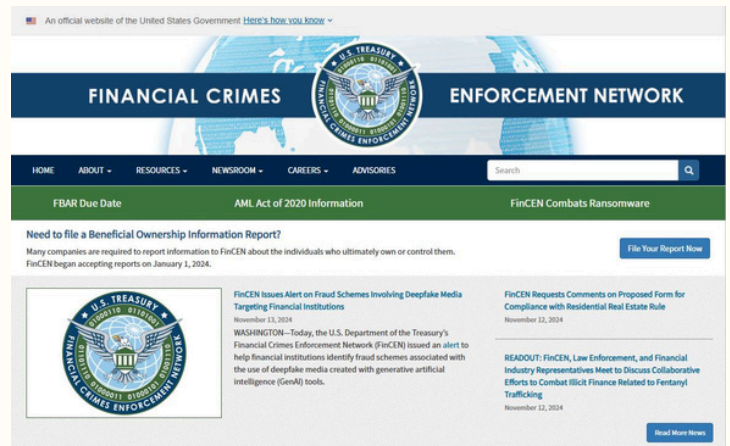 An official website of the United States Government Here's how you know
FINANCIAL CRIMES
U.S. TREASURY
FINANCIAL CRIMES ENFORCEMENT NETWORK
ENFORCEMENT NETWORK
HOME ABOUT RESOURCES NEWSROOM CAREERS ADVISORIES Search
FBAR Due Date AML Act of 2020 Information FinCEN Combats Ransomware
Need to file a Beneficial Ownership Information Report?
Many companies are required to report information to FinCEN about the individuals who ultimately own or control them.
FinCEN began accepting reports on January 1, 2024.
File Your Report Now
U.S. TREASURY
FINANCIAL CRIMES ENFORCEMENT NETWORK
FinCEN Issues Alert on Fraud Schemes Involving Deepfake Media
Targeting Financial Institutions
November 13, 2024
WASHINGTON—Today, the U.S. Department of the Treasury's
Financial Crimes Enforcement Network (FinCEN) issued an alert to
help financial institutions identify fraud schemes associated with
the use of deepfake media created with generative artificial
intelligence (GenAI) tools.
FinCEN Requests Comments on Proposed Form for
Compliance with Residential Real Estate Rule
November 12, 2024
READOUT: FinCEN, Law Enforcement, and Financial
Industry Representatives Meet to Discuss Collaborative
Efforts to Combat Illicit Finance Related to Fentanyl
Trafficking
November 12, 2024
Read More News